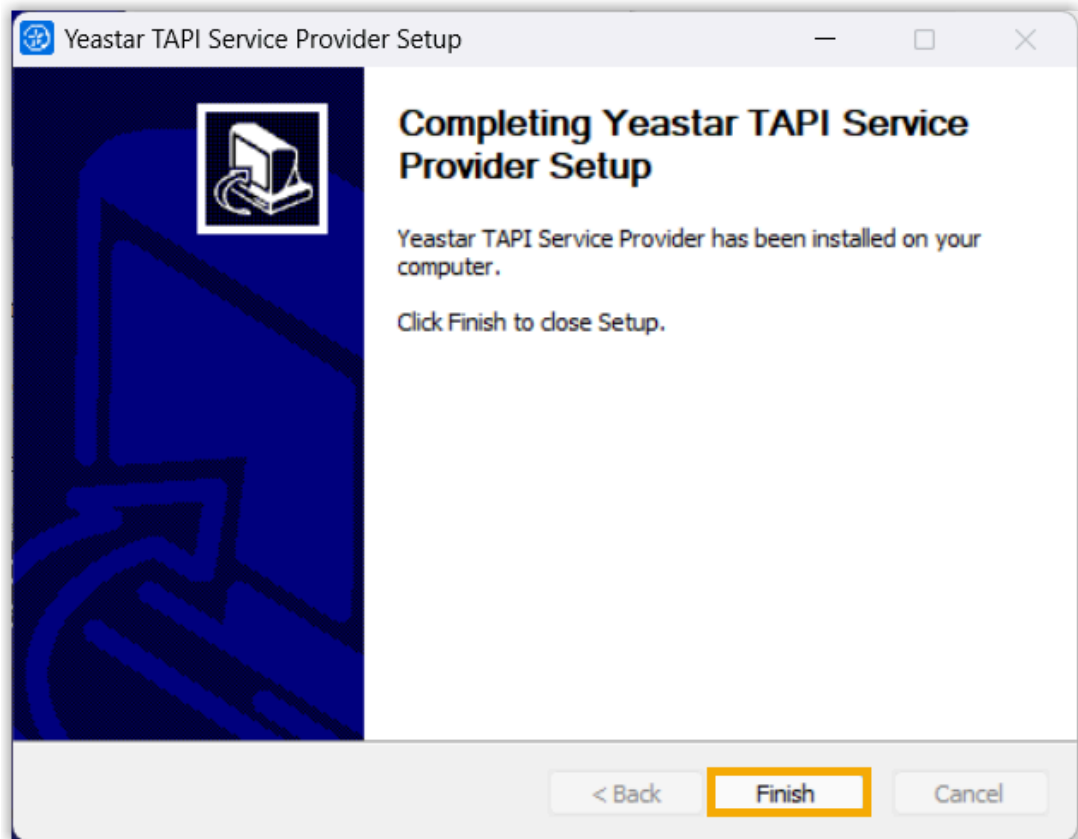 Yeastar TAPI Service Provider Setup
Completing Yeastar TAPI Service
Provider Setup
Yeastar TAPI Service Provider has been installed on your
computer.
Click Finish to close Setup.
< Back
Finish
Cancel